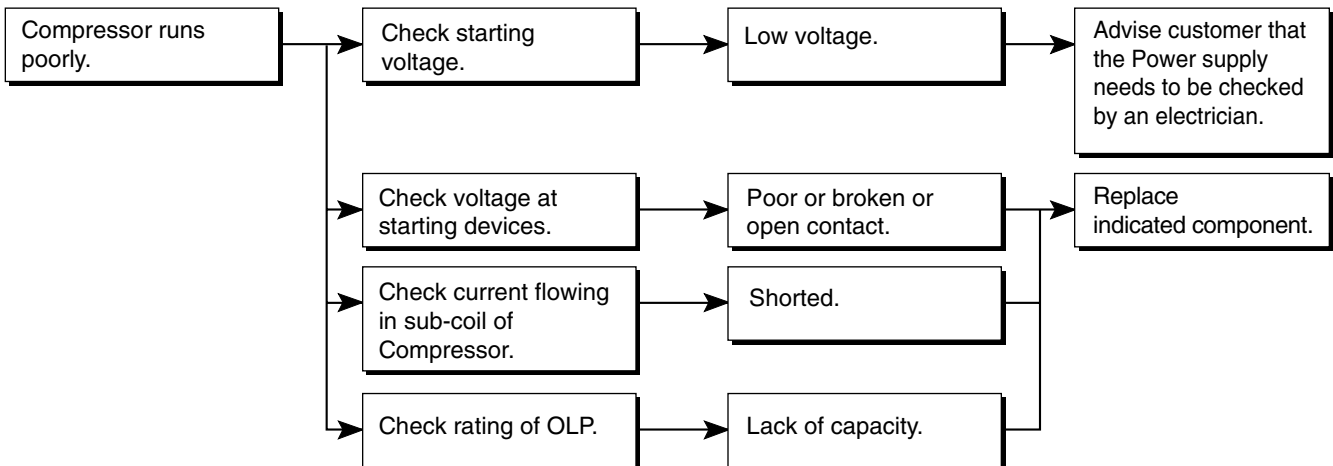 Compressor runs
poorly.
Check starting
voltage.
Low voltage.
Advise customer that
the Power supply
needs to be checked
by an electrician.
Check voltage at
starting devices.
Poor or broken or
open contact.
Replace
indicated component.
Check current flowing
in sub-coil of
Compressor.
Shorted.
Check rating of OLP.
Lack of capacity.